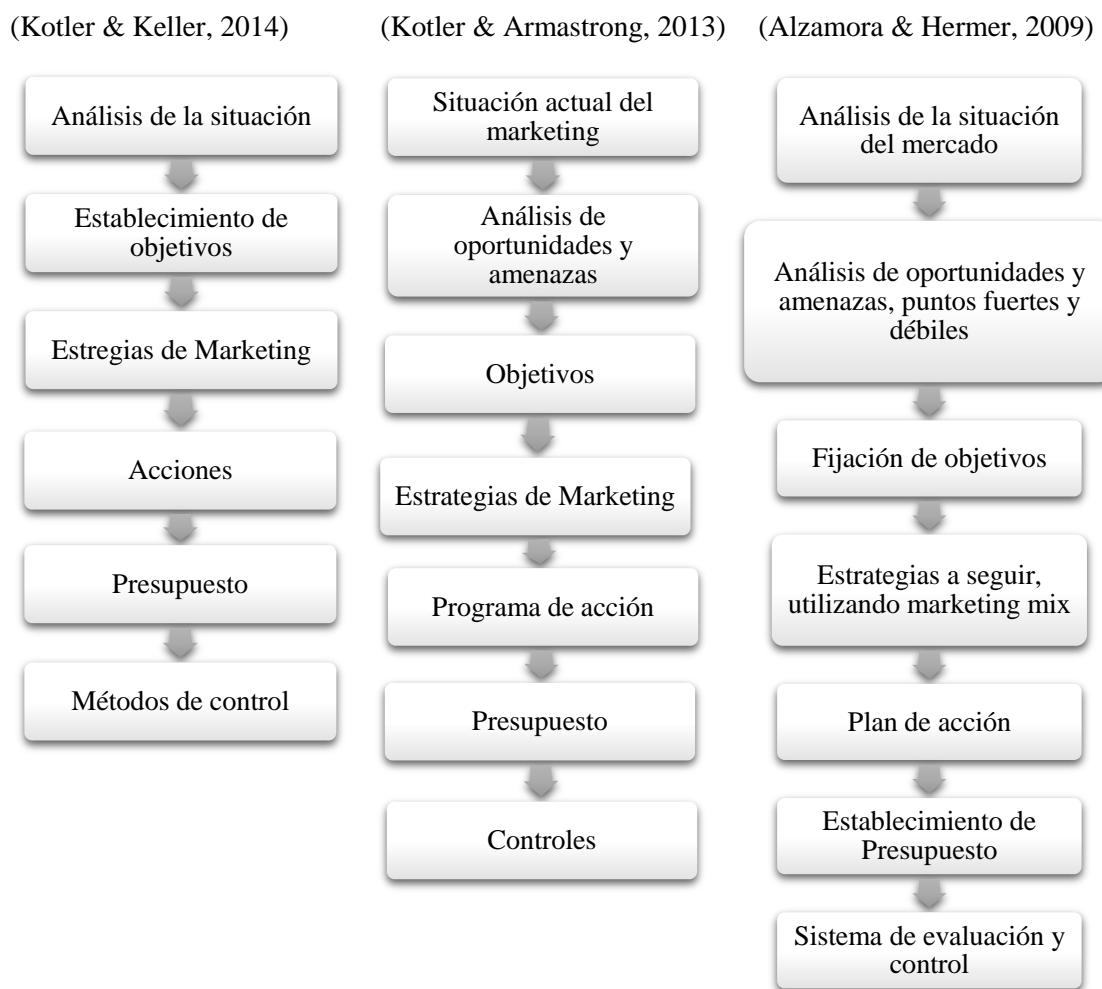 (Kotler & Keller, 2014)
Análisis de la situación
Establecimiento de
objetivos
Estregias de Marketing
Acciones
Presupuesto
Métodos de control
(Kotler & Armastrong, 2013)
Situación actual del
marketing
Análisis de
oportunidades y
amenazas
Objetivos
Estrategias de Marketing
Programa de acción
Presupuesto
Controles
(Alzamora & Hermer, 2009)
Análisis de la situación
del mercado
Análisis de oportunidades y
amenazas, puntos fuertes y
débiles
Fijación de objetivos
Estrategias a seguir,
utilizando marketing mix
Plan de acción
Establecimiento de
Presupuesto
Sistema de evaluación y
control